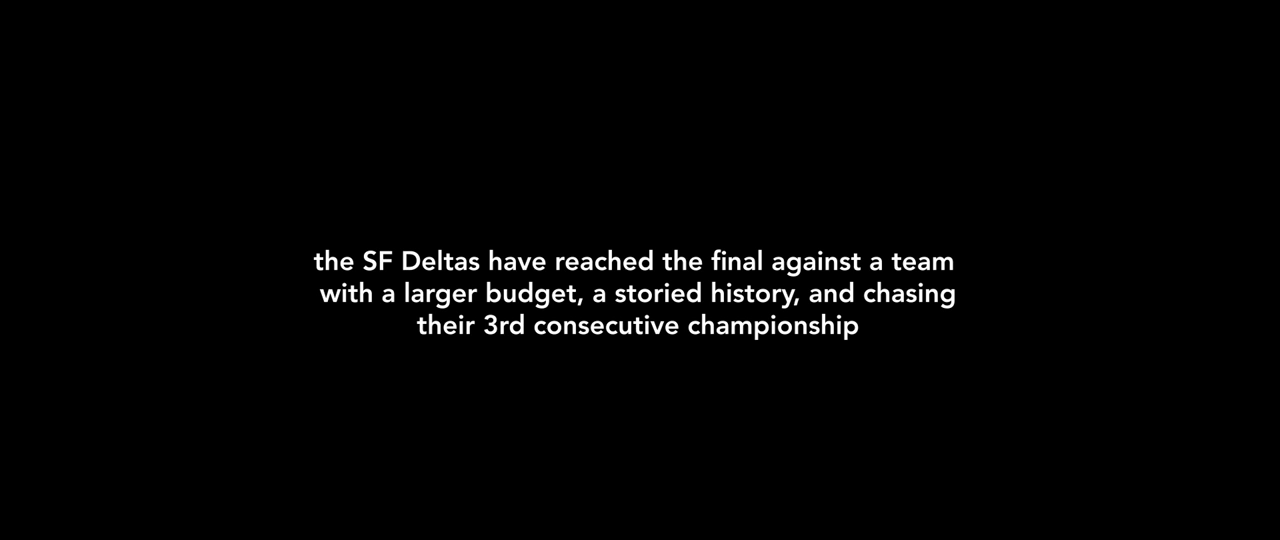 the SF Deltas have reached the final against a team
with a larger budget, a storied history, and chasing
their 3rd consecutive championship